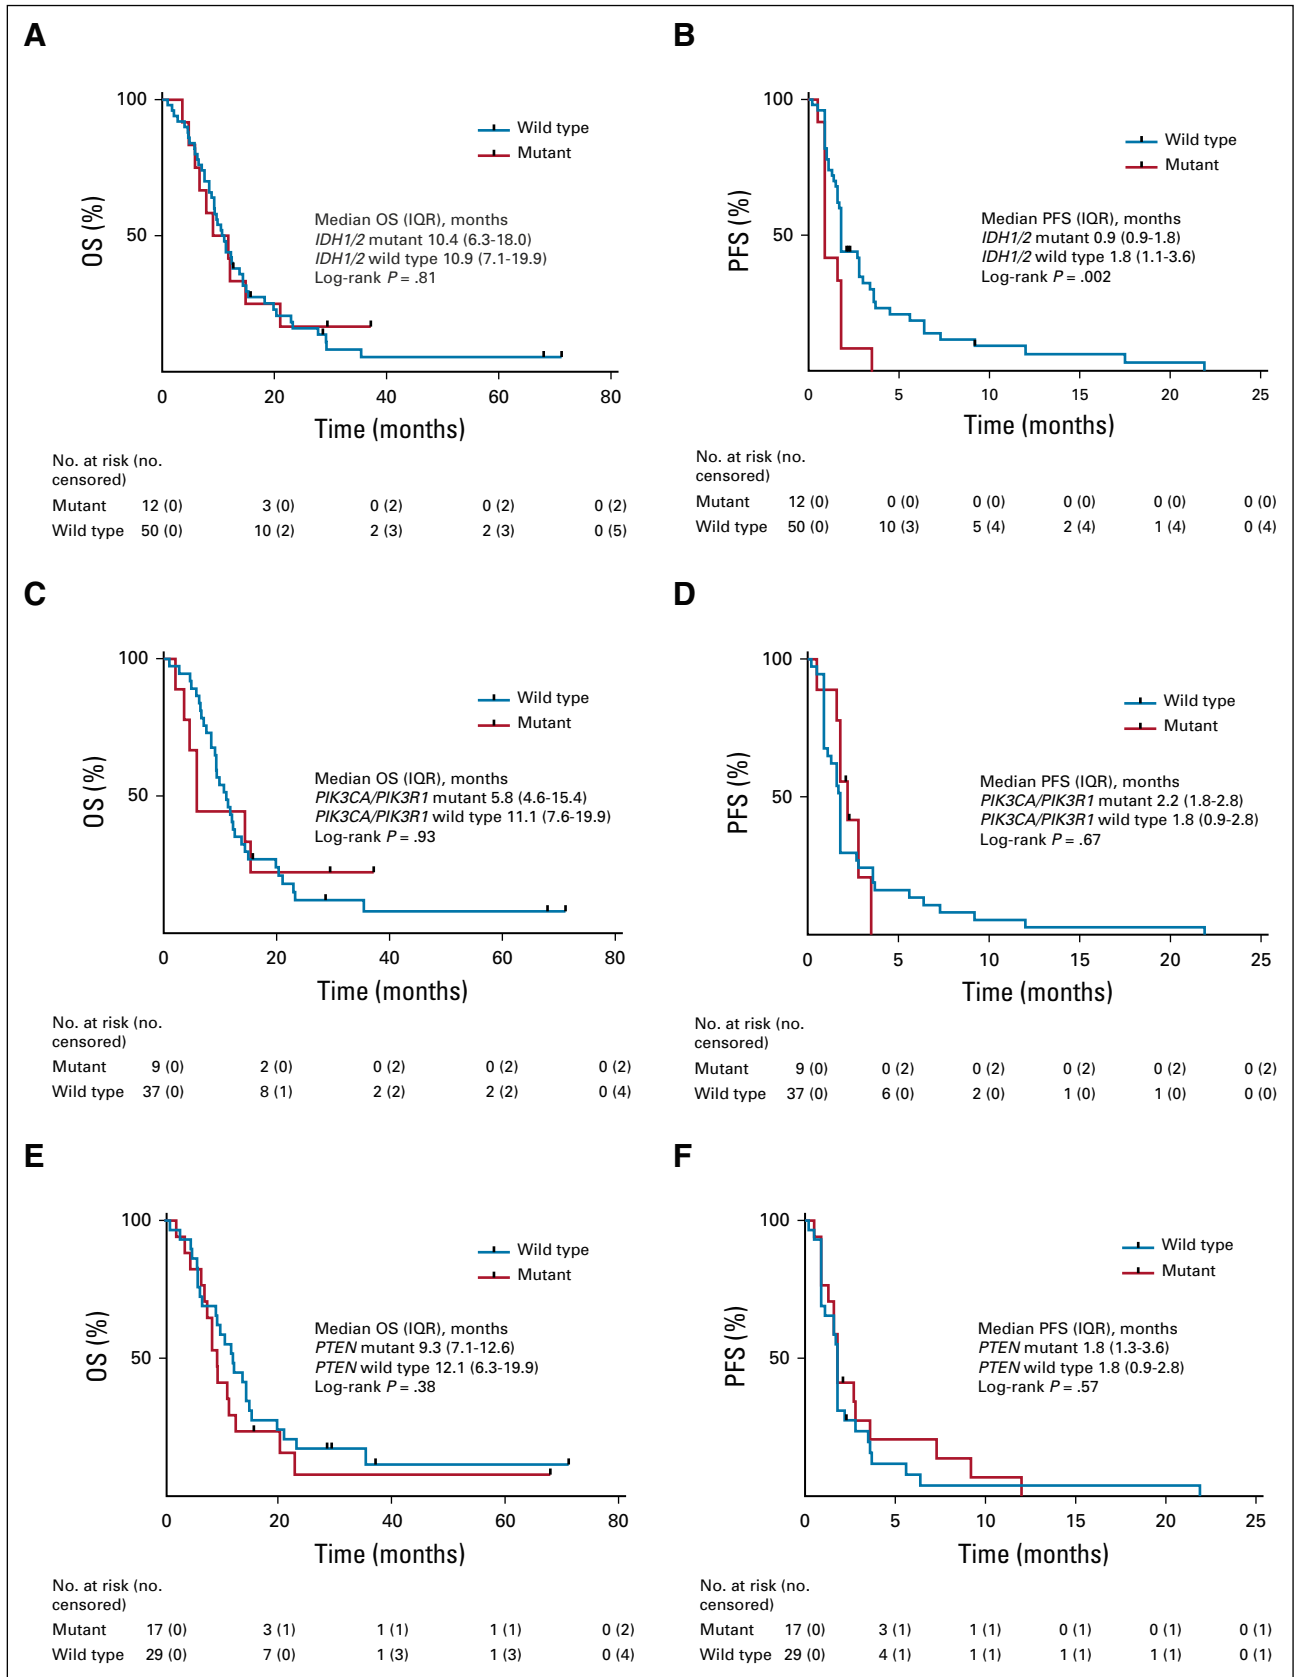 A
100
50
OS (%)
Wild type
Mutant
Median OS (IQR), months
IDH1/2 mutant 10.4 (6.3-18.0)
IDH1/2 wild type 10.9 (7.1-19.9)
Log-rank P = .81
0 20 40 60 80
Time (months)
No. at risk (no.
censored)
Mutant 12 (0) 3 (0) 0 (2) 0 (2) 0 (2)
Wild type 50 (0) 10 (2) 2 (3) 2 (3) 0 (5)
B
100
50
PFS (%)
Wild type
Mutant
Median PFS (IQR), months
IDH1/2 mutant 0.9 (0.9-1.8)
IDH1/2 wild type 1.8 (1.1-3.6)
Log-rank P = .002
0 5 10 15 20 25
Time (months)
No. at risk (no.
censored)
Mutant 12 (0) 0 (0) 0 (0) 0 (0) 0 (0) 0 (0)
Wild type 50 (0) 10 (3) 5 (4) 2 (4) 1 (4) 0 (4)
C
100
50
OS (%)
Wild type
Mutant
Median OS (IQR), months
PIK3CA/PIK3R1 mutant 5.8 (4.6-15.4)
PIK3CA/PIK3R1 wild type 11.1 (7.6-19.9)
Log-rank P = .93
0 20 40 60 80
Time (months)
No. at risk (no.
censored)
Mutant 9 (0) 2 (0) 0 (2) 0 (2) 0 (2)
Wild type 37 (0) 8 (1) 2 (2) 2 (2) 0 (4)
D
100
50
PFS (%)
Wild type
Mutant
Median PFS (IQR), months
PIK3CA/PIK3R1 mutant 2.2 (1.8-2.8)
PIK3CA/PIK3R1 wild type 1.8 (0.9-2.8)
Log-rank P = .67
0 5 10 15 20 25
Time (months)
No. at risk (no.
censored)
Mutant 9 (0) 0 (2) 0 (2) 0 (2) 0 (2) 0 (2)
Wild type 37 (0) 6 (0) 2 (0) 1 (0) 1 (0) 0 (0)
E
100
50
OS (%)
Wild type
Mutant
Median OS (IQR), months
PTEN mutant 9.3 (7.1-12.6)
PTEN wild type 12.1 (6.3-19.9)
Log-rank P = .38
0 20 40 60 80
Time (months)
No. at risk (no.
censored)
Mutant 17 (0) 3 (1) 1 (1) 1 (1) 0 (2)
Wild type 29 (0) 7 (0) 1 (3) 1 (3) 0 (4)
F
100
50
PFS (%)
Wild type
Mutant
Median PFS (IQR), months
PTEN mutant 1.8 (1.3-3.6)
PTEN wild type 1.8 (0.9-2.8)
Log-rank P = .57
0 5 10 15 20 25
Time (months)
No. at risk (no.
censored)
Mutant 17 (0) 3 (1) 1 (1) 0 (1) 0 (1) 0 (1)
Wild type 29 (0) 4 (1) 1 (1) 1 (1) 1 (1) 0 (1)